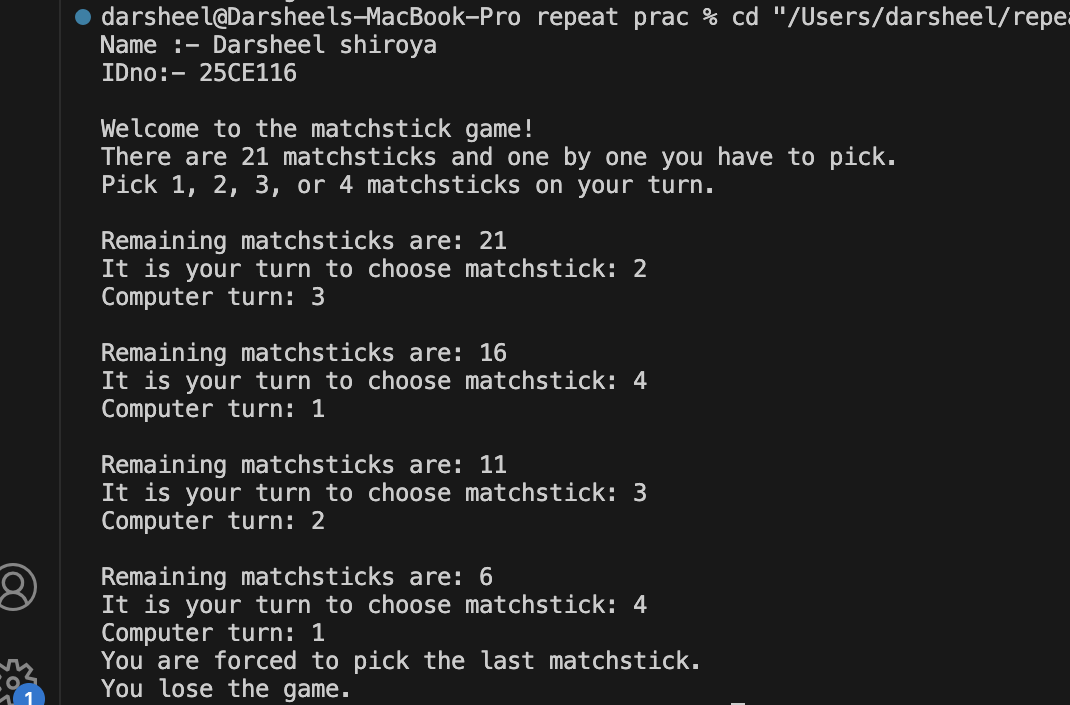 darsheel@Darsheels-MacBook-Pro repeat prac % cd "/Users/darsheel/repea
Name :- Darsheel shiroya
IDno:- 25CE116
Welcome to the matchstick game!
There are 21 matchsticks and one by one you have to pick.
Pick 1, 2, 3, or 4 matchsticks on your turn.
Remaining matchsticks are: 21
It is your turn to choose matchstick: 2
Computer turn: 3
Remaining matchsticks are: 16
It is your turn to choose matchstick: 4
Computer turn: 1
Remaining matchsticks are: 11
It is your turn to choose matchstick: 3
Computer turn: 2
Remaining matchsticks are: 6
It is your turn to choose matchstick: 4
Computer turn: 1
You are forced to pick the last matchstick.
You lose the game.
1